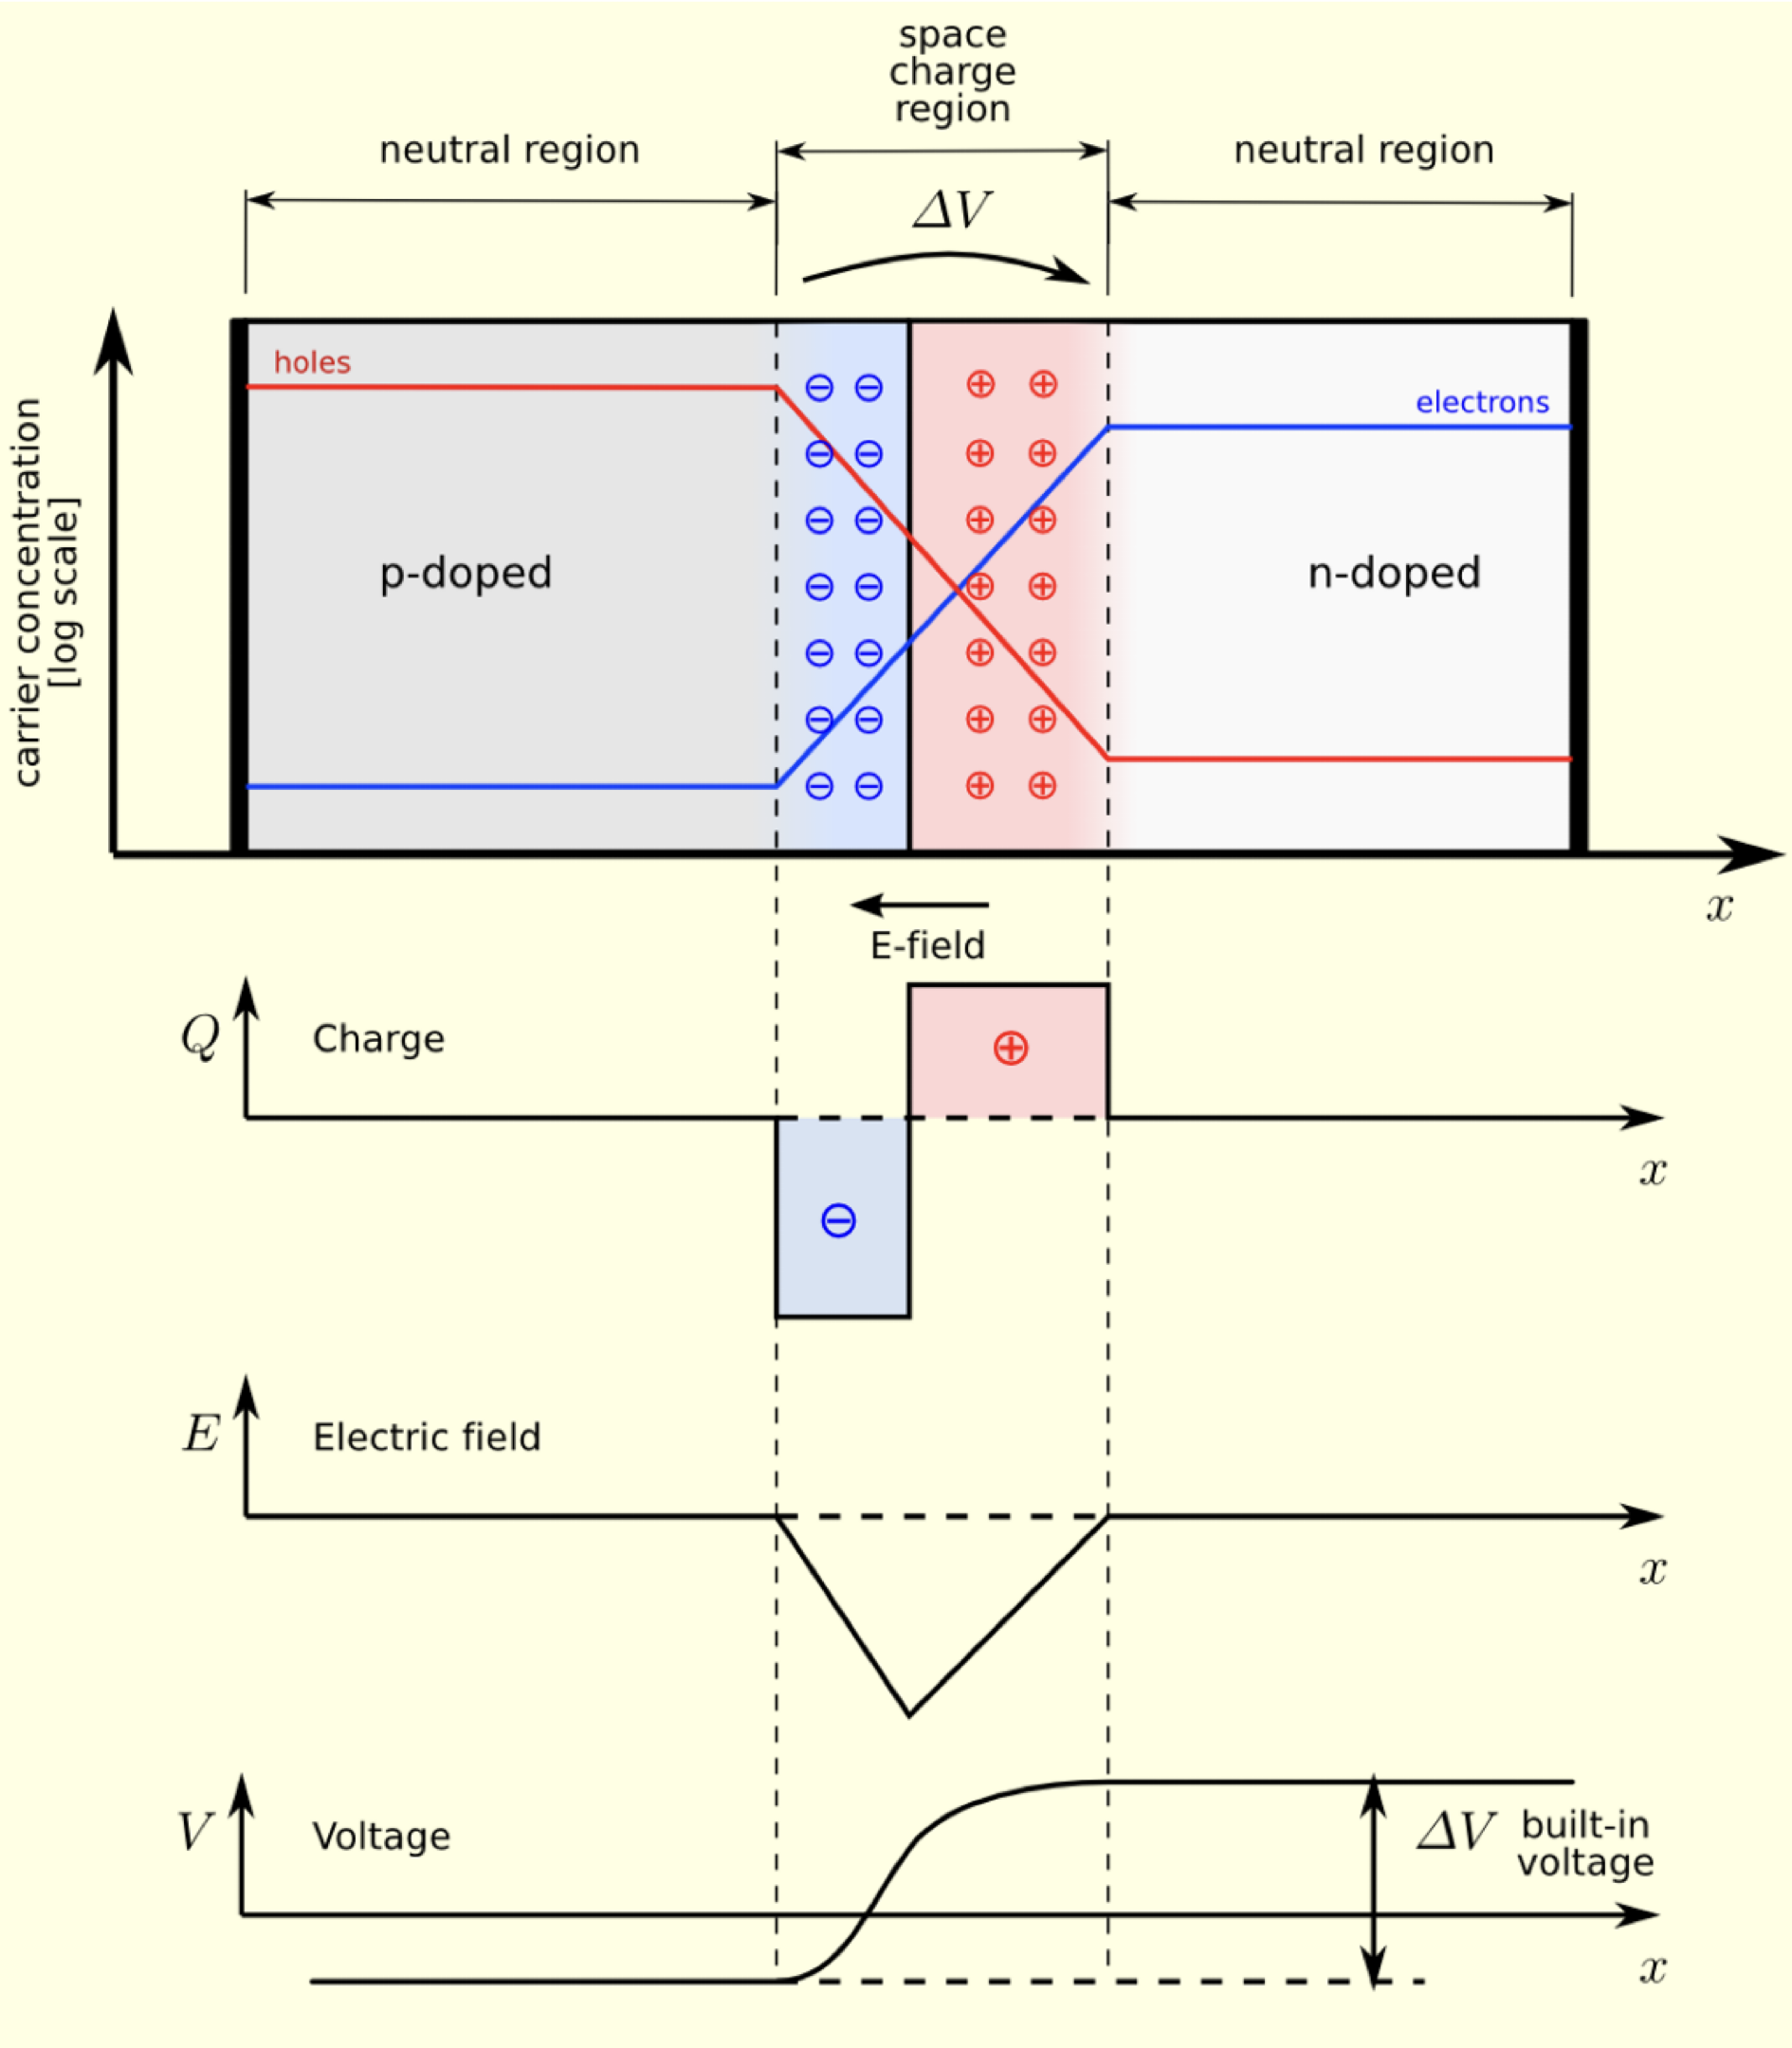 space
charge
region
neutral region
neutral region
ΔV
holes
electrons
carrier concentration
[log scale]
p-doped
n-doped
x
E-field
Q
Charge
⊕
x
⊖
E
Electric field
x
V
Voltage
ΔV
built-in
voltage
x